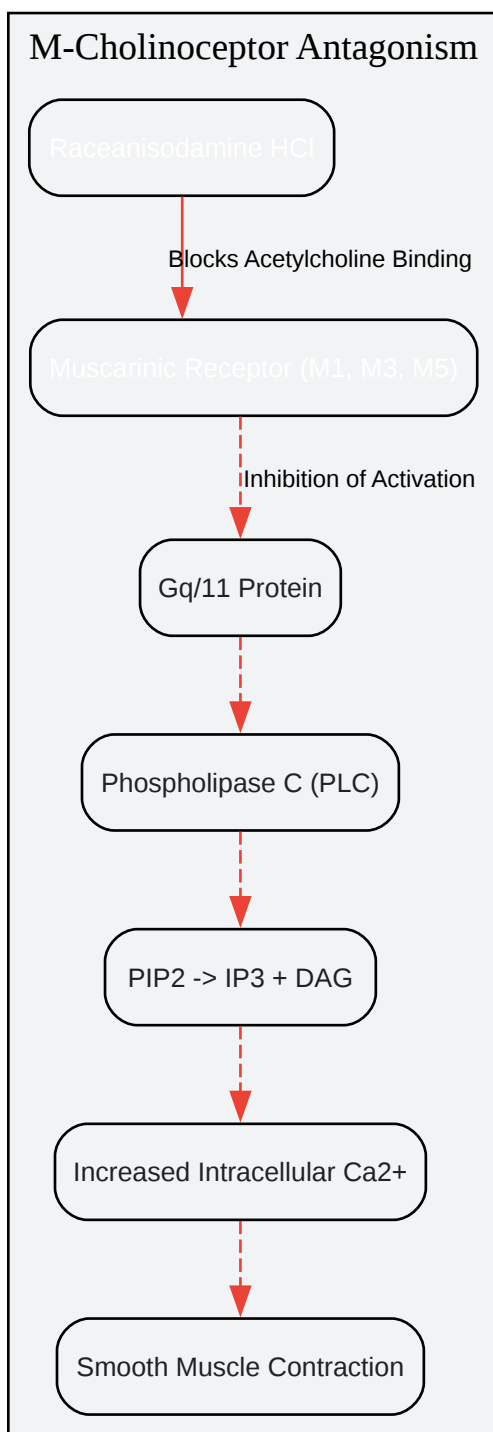 M-Cholinoceptor Antagonism
Raceanisodamine HCl
Blocks Acetylcholine Binding
Muscarinic Receptor (M1, M3, M5)
Inhibition of Activation
Gq/11 Protein
Phospholipase C (PLC)
PIP2 -> IP3 + DAG
Increased Intracellular Ca2+
Smooth Muscle Contraction